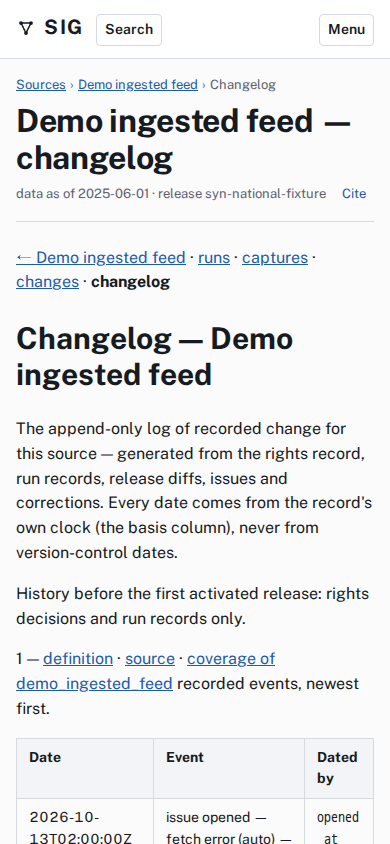 SIG
Search
Menu
Sources › Demo ingested feed › Changelog
Demo ingested feed —
changelog
data as of 2025-06-01 · release syn-national-fixture Cite
← Demo ingested feed · runs · captures ·
changes · changelog
Changelog — Demo
ingested feed
The append-only log of recorded change for
this source — generated from the rights record,
run records, release diffs, issues and
corrections. Every date comes from the record's
own clock (the basis column), never from
version-control dates.
History before the first activated release: rights
decisions and run records only.
1 — definition · source · coverage of
demo_ingested_feed recorded events, newest
first.
Date Event Dated
by
2026-10- issue opened — opened
13T02:00:00Z fetch error (auto) — at